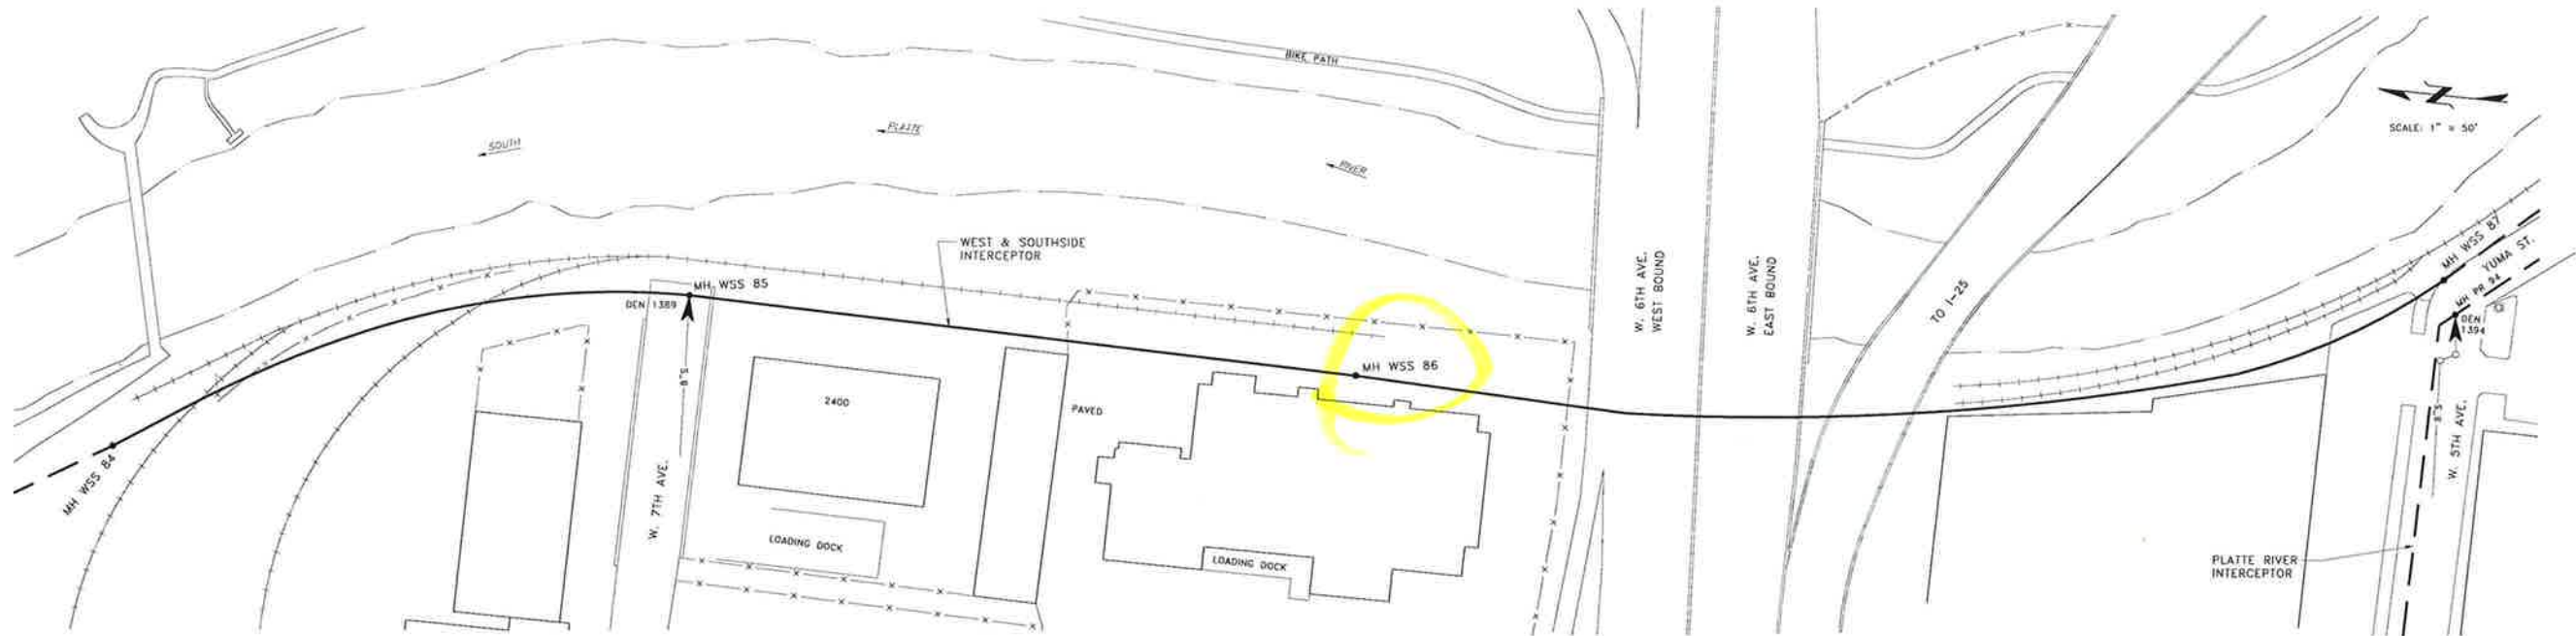 BIKE PATH
SCALE: 1" = 50'
SOUTH
PLATTE
RIVER
WEST & SOUTHSIDE
INTERCEPTOR
W. 6TH AVE.
WEST BOUND
W. 6TH AVE.
EAST BOUND
TO I-25
MH WSS 87
YUMA ST.
MH PR 94
DEN
1394
8"S
W. 5TH AVE.
MH WSS 85
DEN 1389
8"S
MH WSS 86
2400
PAVED
MH WSS 84
W. 7TH AVE.
LOADING DOCK
LOADING DOCK
PLATTE RIVER
INTERCEPTOR